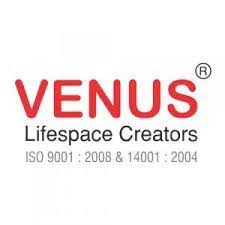 VENUS®
Lifespace Creators
ISO 9001 : 2008 & 14001 : 2004